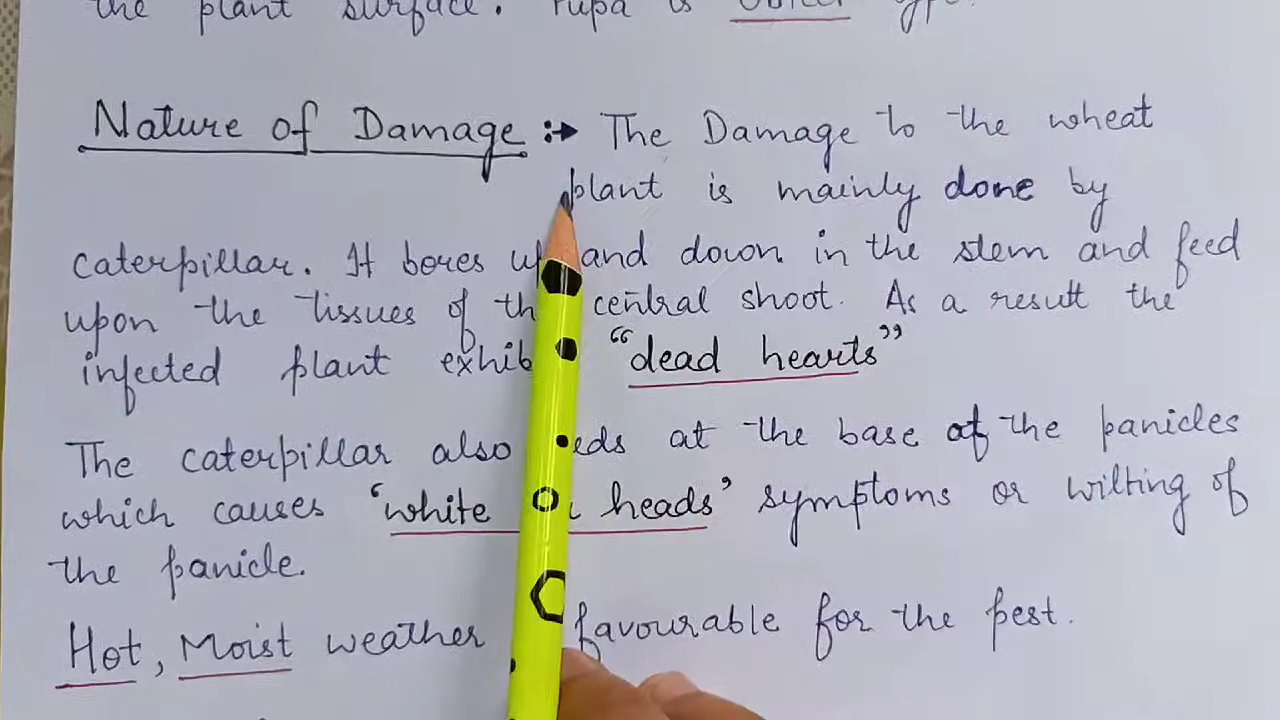 the plant surface. Pupa is type.
Nature of Damage :→ The Damage to the wheat
plant is mainly done by
caterpillar. It bores up and down in the stem and feed
upon the tissues of th central shoot. As a result the
infected plant exhib "dead hearts"
The caterpillar also eds at the base of the panicles
which causes 'white heads' symptoms or wilting of
the panicle.
Hot, Moist weather favourable for the pest.